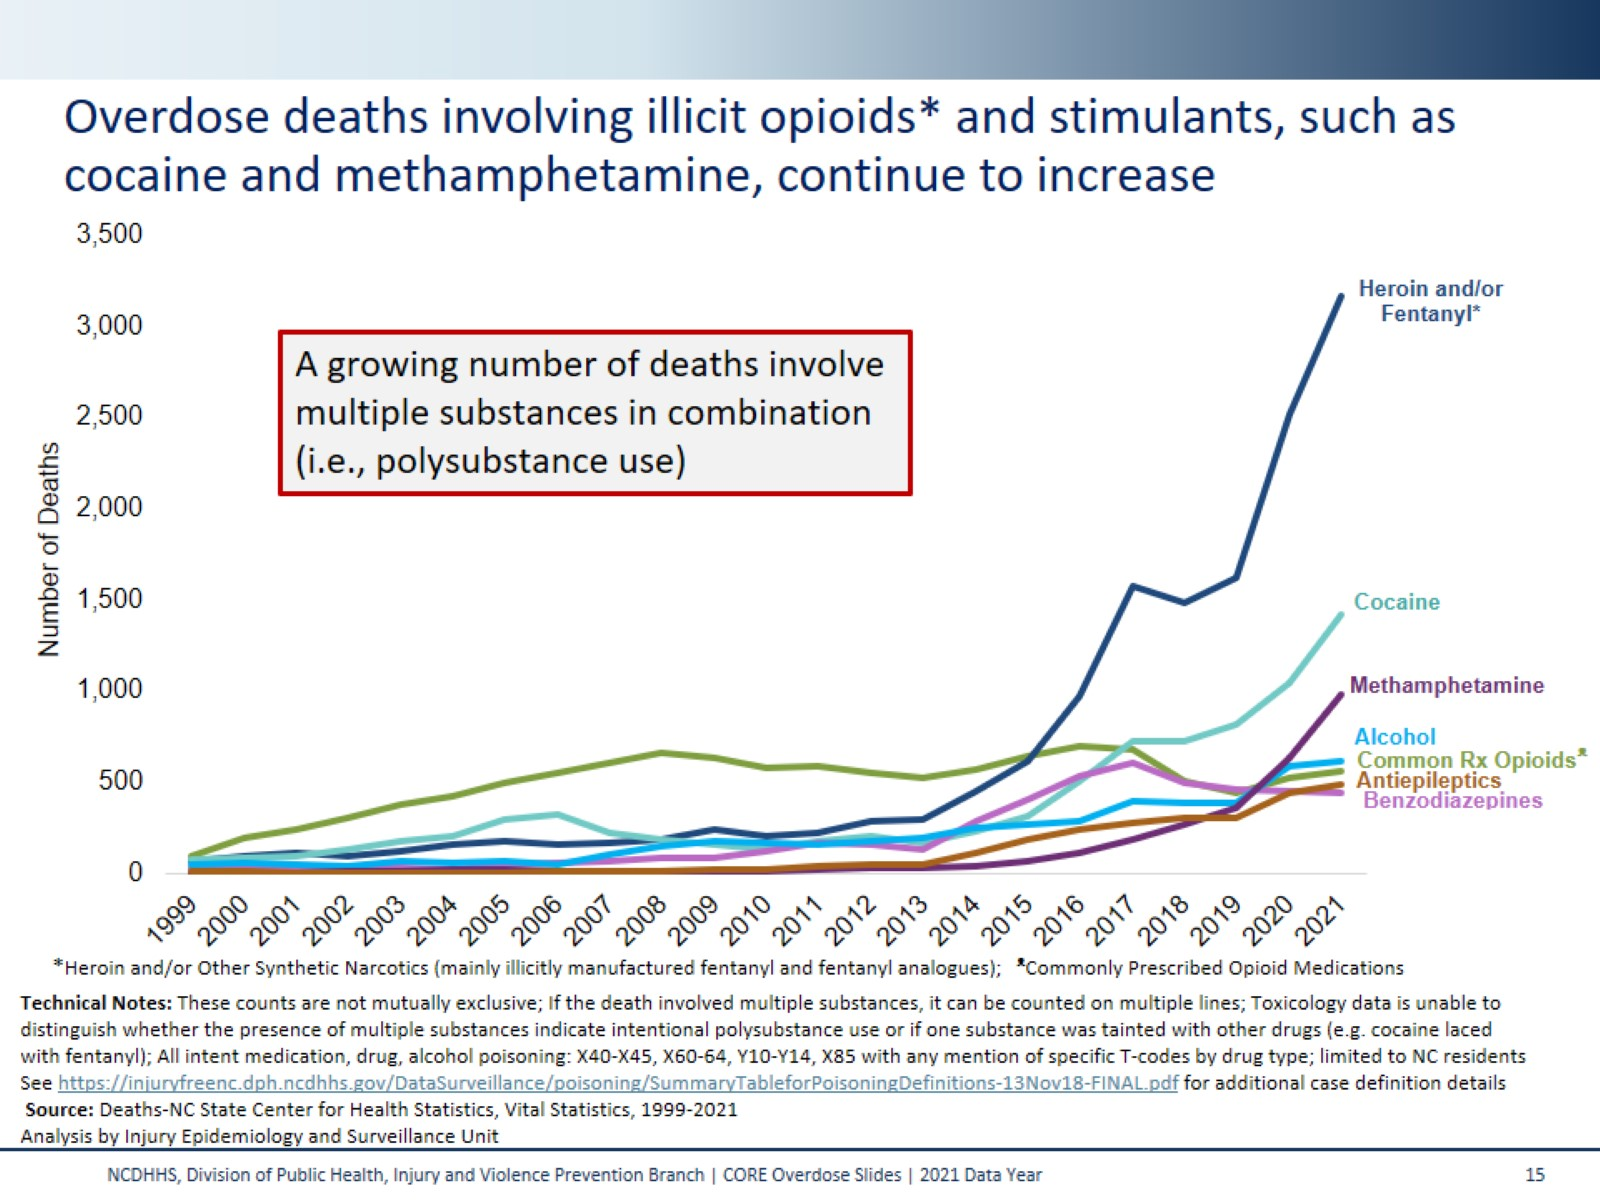 Overdose deaths involving illicit opioids* and stimulants, such as
cocaine and methamphetamine, continue to increase
3,500
3,000
2,500
2,000
1,500
1,000
500
0
Number of Deaths
A growing number of deaths involve
multiple substances in combination
(i.e., polysubstance use)
Heroin and/or
Fentanyl*
Cocaine
Methamphetamine
Alcohol
Common Rx Opioidsᵜ
Antiepileptics
Benzodiazepines
1999
2000
2001
2002
2003
2004
2005
2006
2007
2008
2009
2010
2011
2012
2013
2014
2015
2016
2017
2018
2019
2020
2021
*Heroin and/or Other Synthetic Narcotics (mainly illicitly manufactured fentanyl and fentanyl analogues); ᵜCommonly Prescribed Opioid Medications
Technical Notes: These counts are not mutually exclusive; If the death involved multiple substances, it can be counted on multiple lines; Toxicology data is unable to
distinguish whether the presence of multiple substances indicate intentional polysubstance use or if one substance was tainted with other drugs (e.g. cocaine laced
with fentanyl); All intent medication, drug, alcohol poisoning: X40-X45, X60-64, Y10-Y14, X85 with any mention of specific T-codes by drug type; limited to NC residents
See https://injuryfreenc.dph.ncdhhs.gov/DataSurveillance/poisoning/SummaryTableforPoisoningDefinitions-13Nov18-FINAL.pdf for additional case definition details
Source: Deaths-NC State Center for Health Statistics, Vital Statistics, 1999-2021
Analysis by Injury Epidemiology and Surveillance Unit
NCDHHS, Division of Public Health, Injury and Violence Prevention Branch | CORE Overdose Slides | 2021 Data Year
15